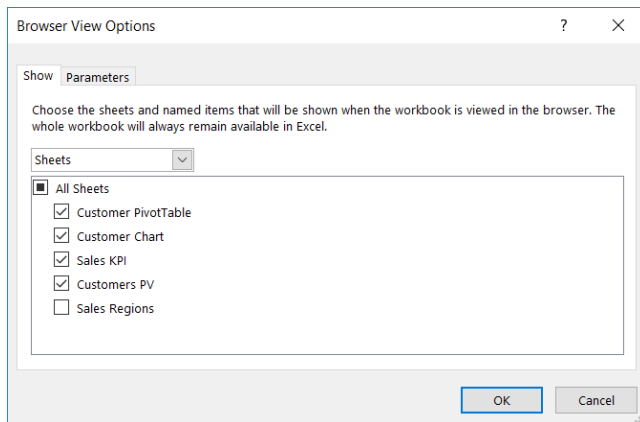 Browser View Options
Show Parameters
Choose the sheets and named items that will be shown when the workbook is viewed in the browser. The
whole workbook will always remain available in Excel.
Sheets
All Sheets
Customer PivotTable
Customer Chart
Sales KPI
Customers PV
Sales Regions
OK Cancel